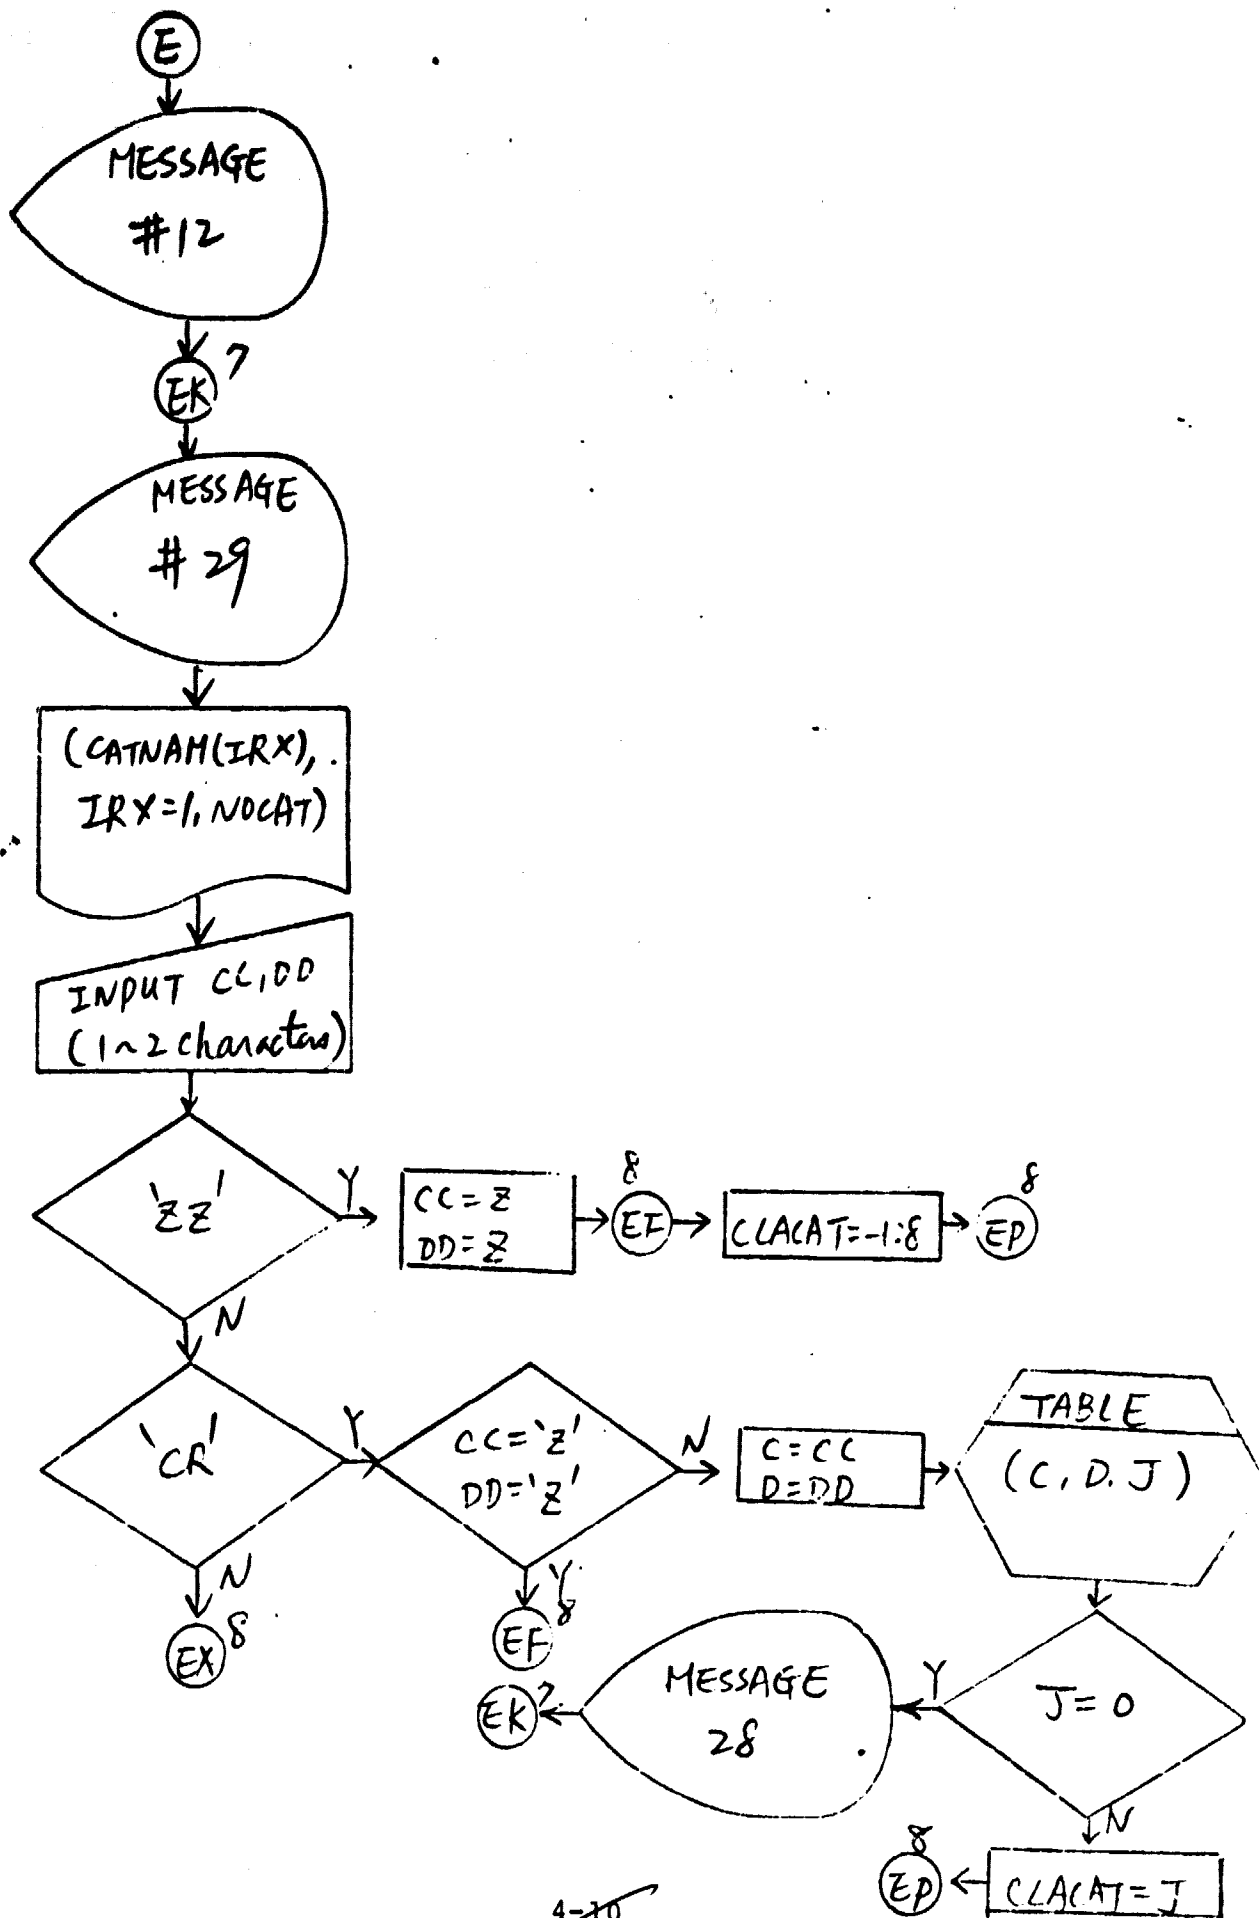 E
MESSAGE
#12
EK 7
MESSAGE
# 29
(CATNAM(IRX),
IRX=1, NOCAT)
INPUT CC, DD
(1~2 characters)
'ZZ'
Y
CC=Z
DD=Z
8
EF
CLACAT=-1:8
8
EP
N
'CR'
Y
CC='Z'
DD='Z'
N
C=CC
D=DD
TABLE
(C, D. J)
N
EX 8
Y
8
EF
J=0
Y
MESSAGE
28
EK 7
N
CLACAT=J
8
EP
4-10